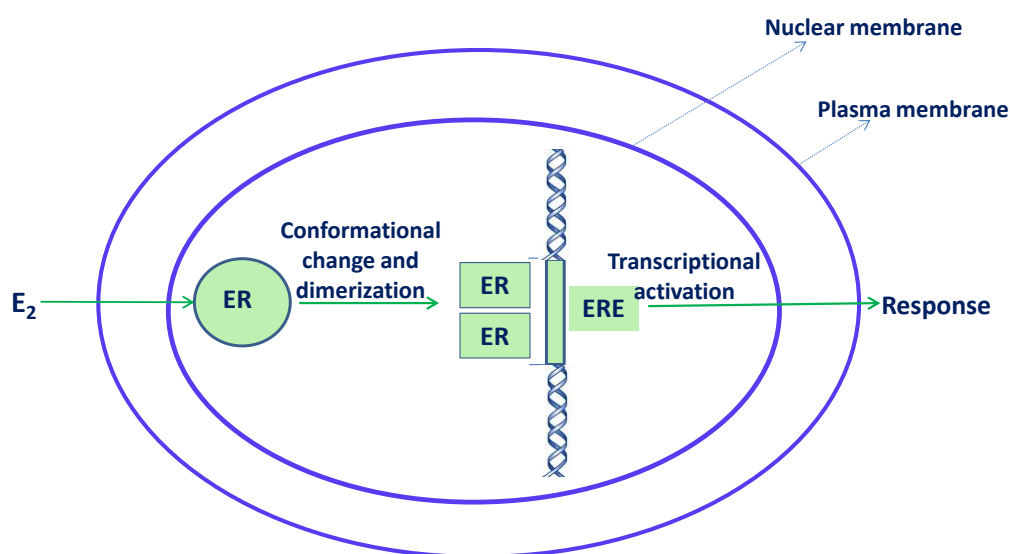 Nuclear membrane
Plasma membrane
Conformational
change and
dimerization
Transcriptional
activation
E₂
ER
ER
ER
ERE
Response